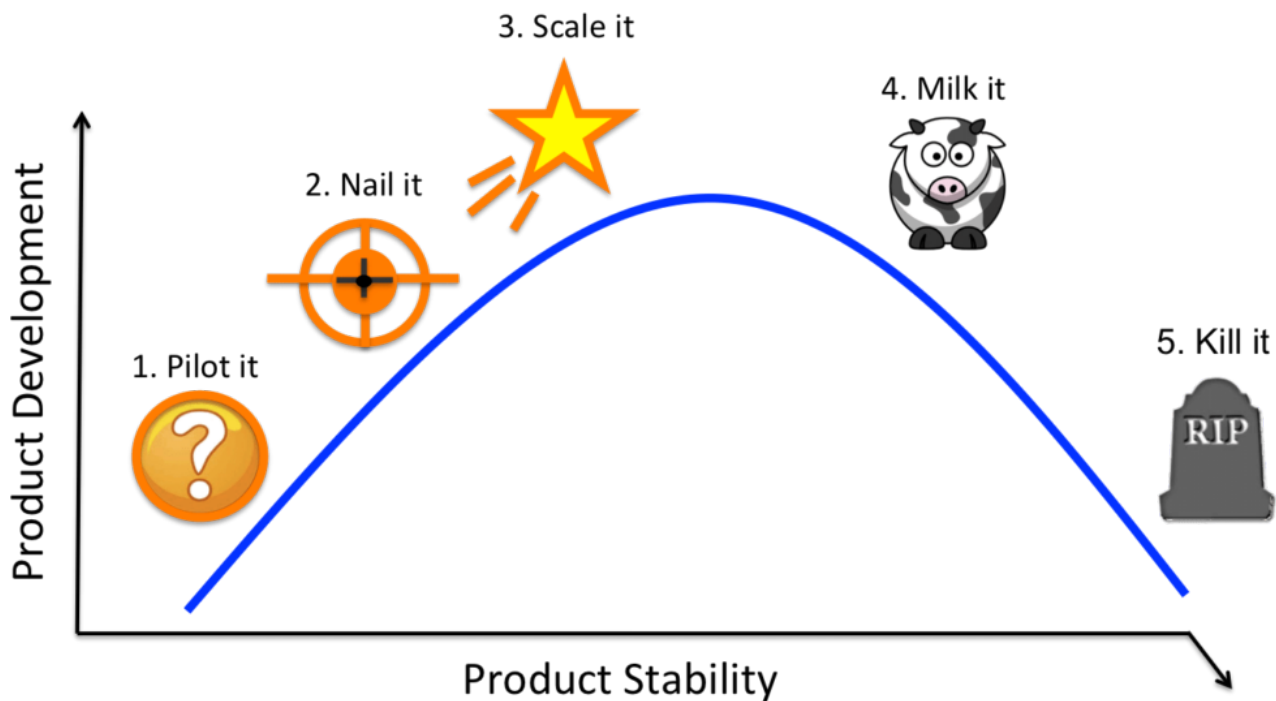 3. Scale it
4. Milk it
2. Nail it
5. Kill it
1. Pilot it
RIP
Product Development
Product Stability